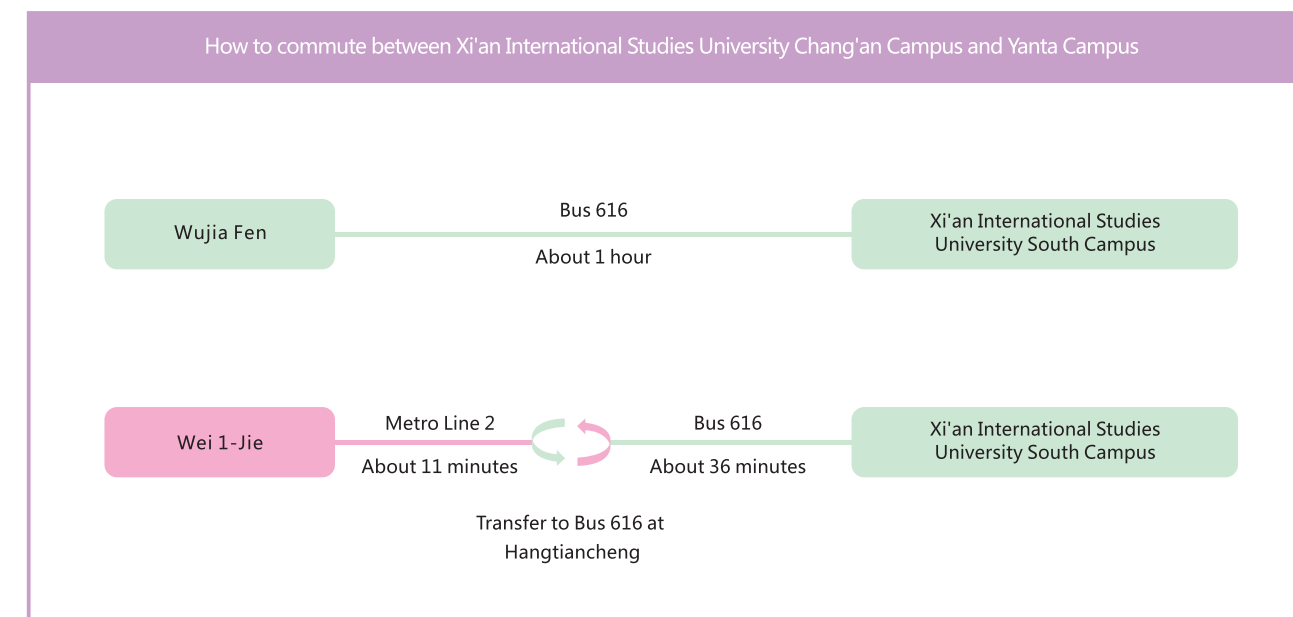 How to commute between Xi'an International Studies University Chang'an Campus and Yanta Campus
Wujia Fen
Bus 616
About 1 hour
Xi'an International Studies
University South Campus
Wei 1-Jie
Metro Line 2
About 11 minutes
Transfer to Bus 616 at
Hangtiancheng
Bus 616
About 36 minutes
Xi'an International Studies
University South Campus